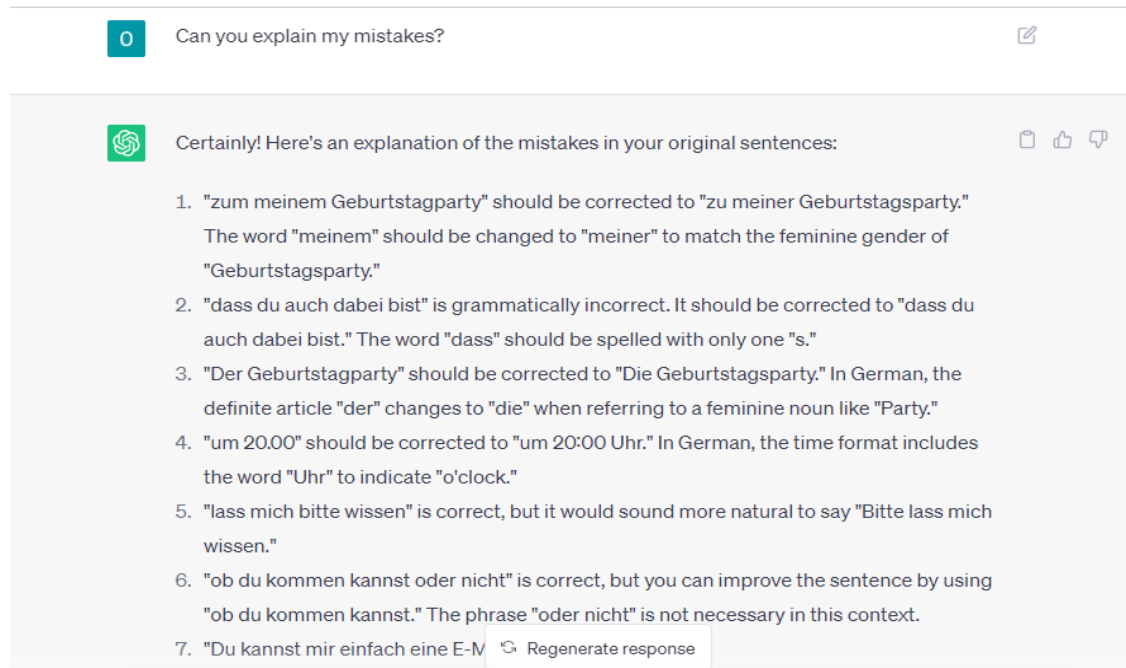 O Can you explain my mistakes?
Certainly! Here's an explanation of the mistakes in your original sentences:
1. "zum meinem Geburtstagparty" should be corrected to "zu meiner Geburtstagsparty."
The word "meinem" should be changed to "meiner" to match the feminine gender of
"Geburtstagsparty."
2. "dass du auch dabei bist" is grammatically incorrect. It should be corrected to "dass du
auch dabei bist." The word "dass" should be spelled with only one "s."
3. "Der Geburtstagparty" should be corrected to "Die Geburtstagsparty." In German, the
definite article "der" changes to "die" when referring to a feminine noun like "Party."
4. "um 20.00" should be corrected to "um 20:00 Uhr." In German, the time format includes
the word "Uhr" to indicate "o'clock."
5. "lass mich bitte wissen" is correct, but it would sound more natural to say "Bitte lass mich
wissen."
6. "ob du kommen kannst oder nicht" is correct, but you can improve the sentence by using
"ob du kommen kannst." The phrase "oder nicht" is not necessary in this context.
7. "Du kannst mir einfach eine E-M
Regenerate response